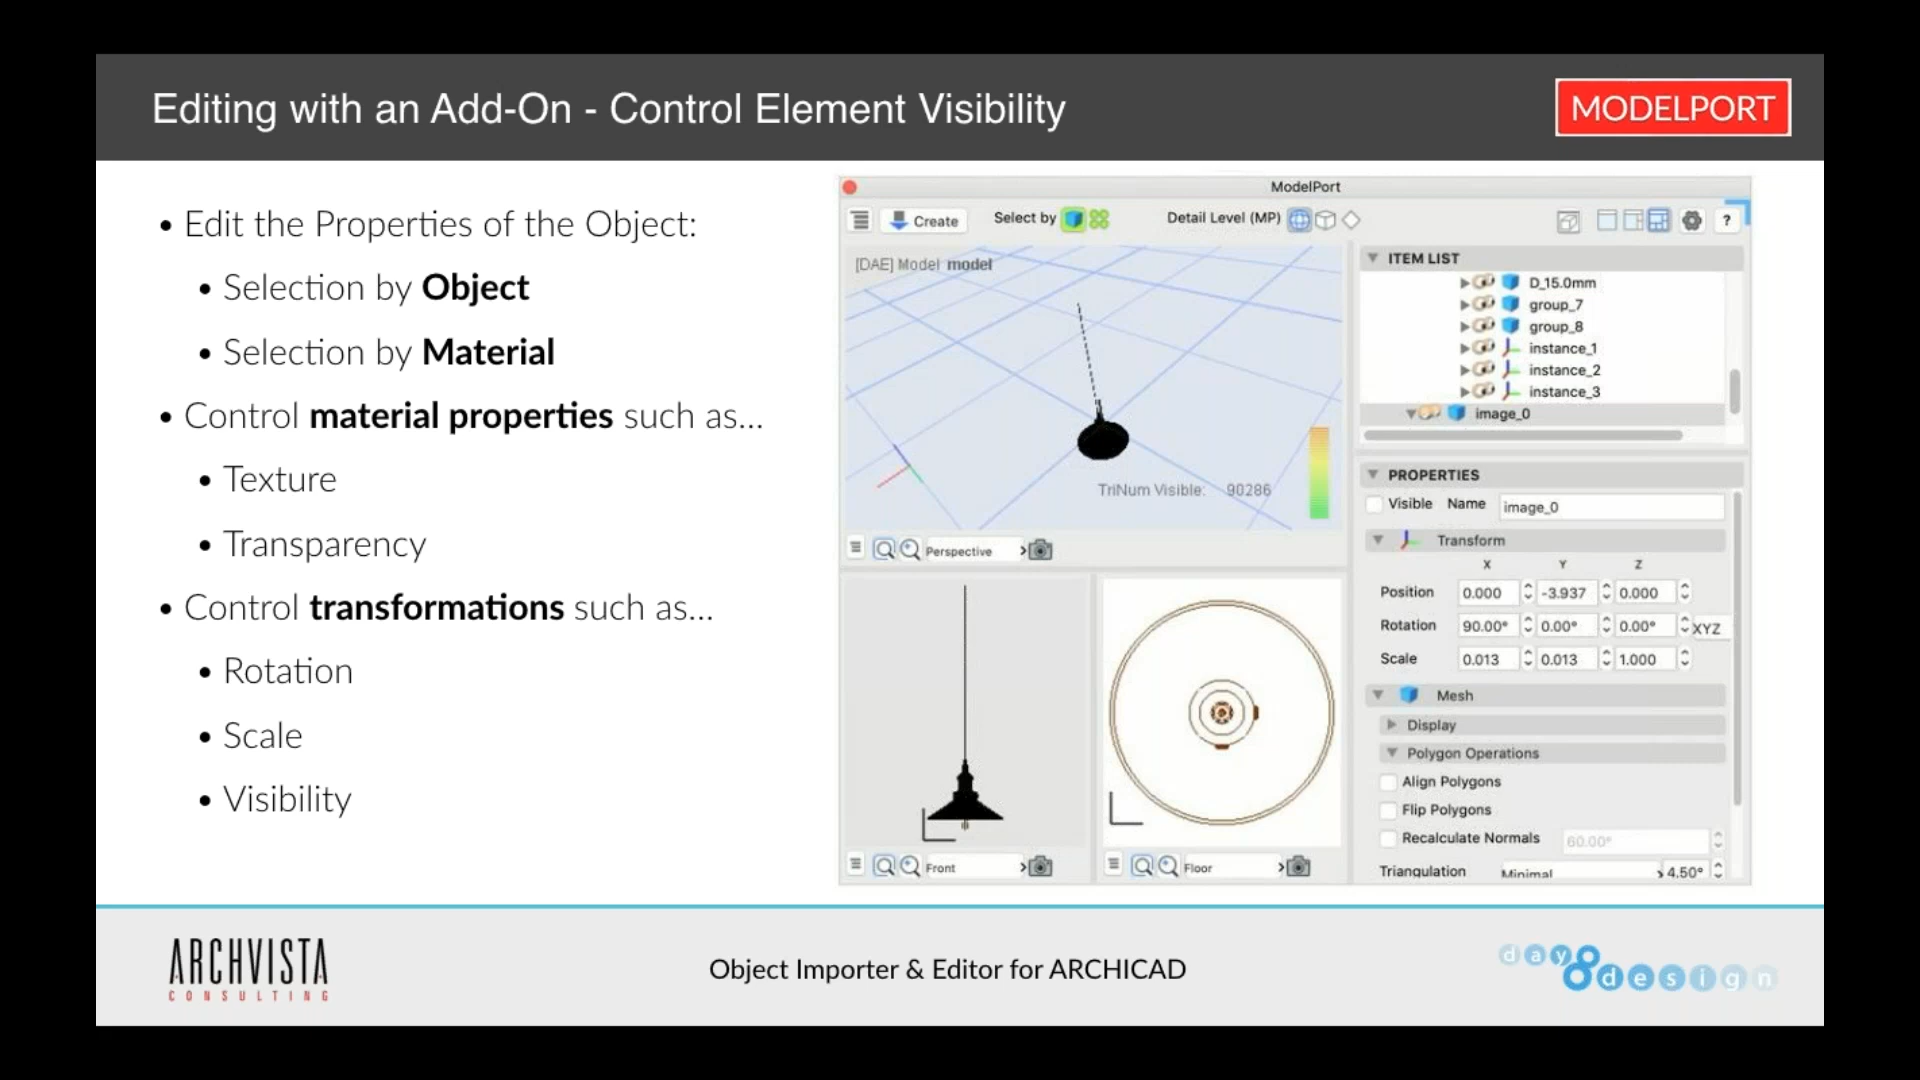 Editing with an Add-On - Control Element Visibility
MODELPORT
• Edit the Properties of the Object:
• Selection by Object
• Selection by Material
• Control material properties such as...
• Texture
• Transparency
• Control transformations such as...
• Rotation
• Scale
• Visibility
ModelPort
Create
Select by
Detail Level (MP)
?
[DAE] Model model
TriNum Visible: 90286
Perspective
Front
Floor
ITEM LIST
D_15.0mm
group_7
group_8
instance_1
instance_2
instance_3
image_0
PROPERTIES
Visible Name image_0
Transform
X Y Z
Position 0.000 -3.937 0.000
Rotation 90.00° 0.00° 0.00° XYZ
Scale 0.013 0.013 1.000
Mesh
Display
Polygon Operations
Align Polygons
Flip Polygons
Recalculate Normals 60.00°
Triangulation Minimal 4.50°
ARCHVISTA
CONSULTING
Object Importer & Editor for ARCHICAD
day8design